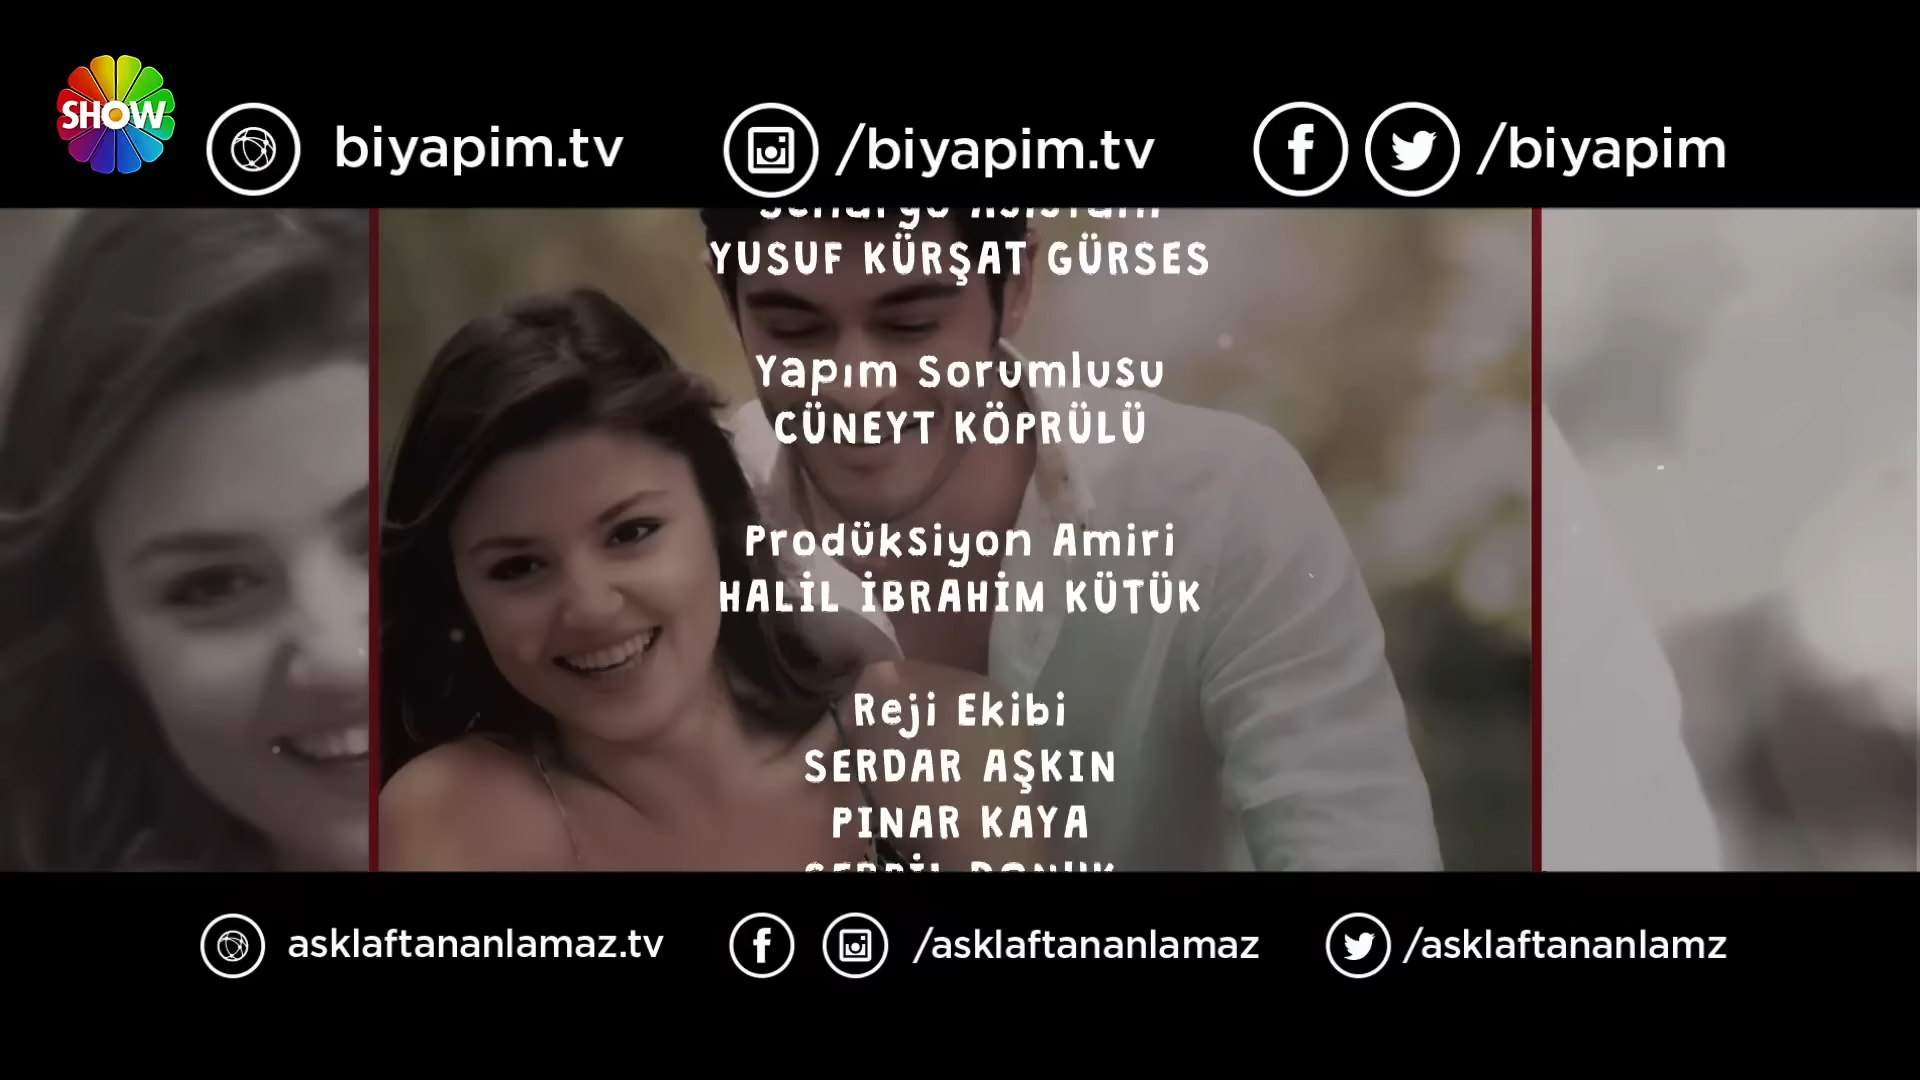 SHOW
biyapim.tv
/biyapim.tv
/biyapim
YUSUF KÜRŞAT GÜRSES
Yapım Sorumlusu
CÜNEYT KÖPRÜLÜ
Prodüksiyon Amiri
HALİL İBRAHİM KÜTÜK
Reji Ekibi
SERDAR AŞKIN
PINAR KAYA
asklaftananlamaz.tv
/asklaftananlamaz
/asklaftananlamz